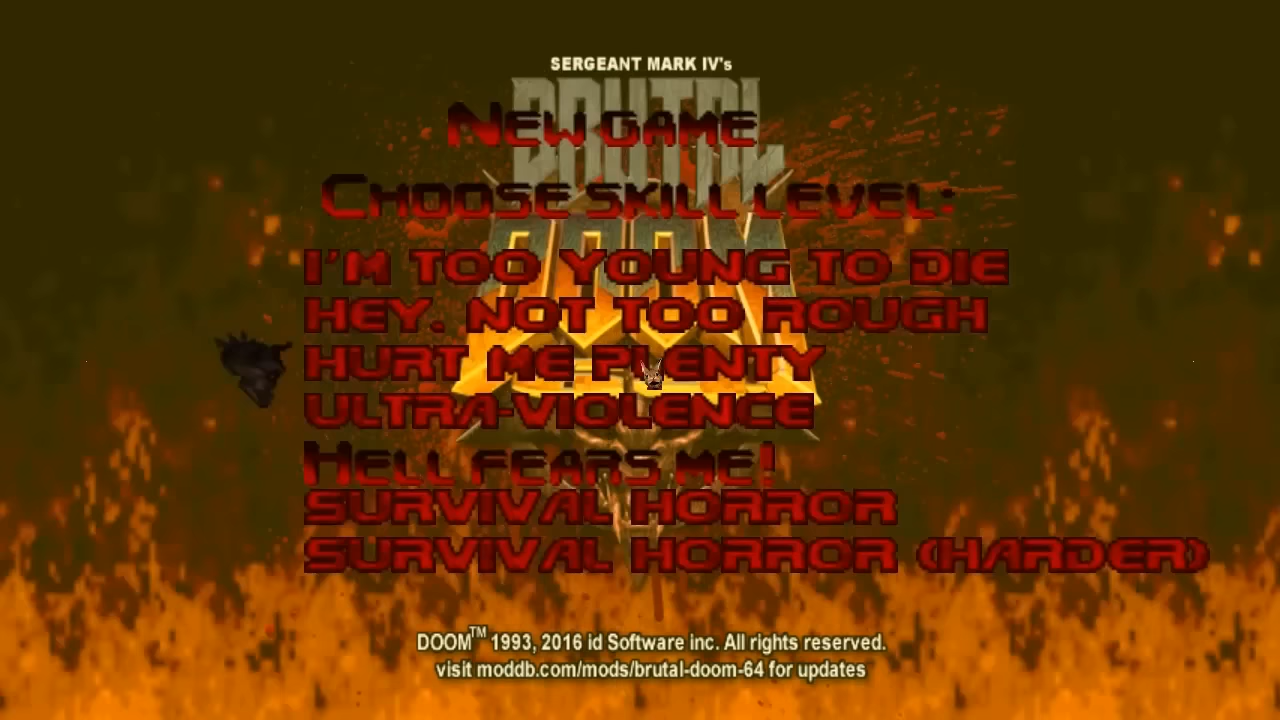 SERGEANT MARK IV's
BRUTAL
NEW GAME
CHOOSE SKILL LEVEL:
DOOM
I'M TOO YOUNG TO DIE
HEY, NOT TOO ROUGH
HURT ME PLENTY
ULTRA-VIOLENCE
HELL FEARS ME!
SURVIVAL HORROR
SURVIVAL HORROR (HARDER)
DOOM™ 1993, 2016 id Software inc. All rights reserved.
visit moddb.com/mods/brutal-doom-64 for updates